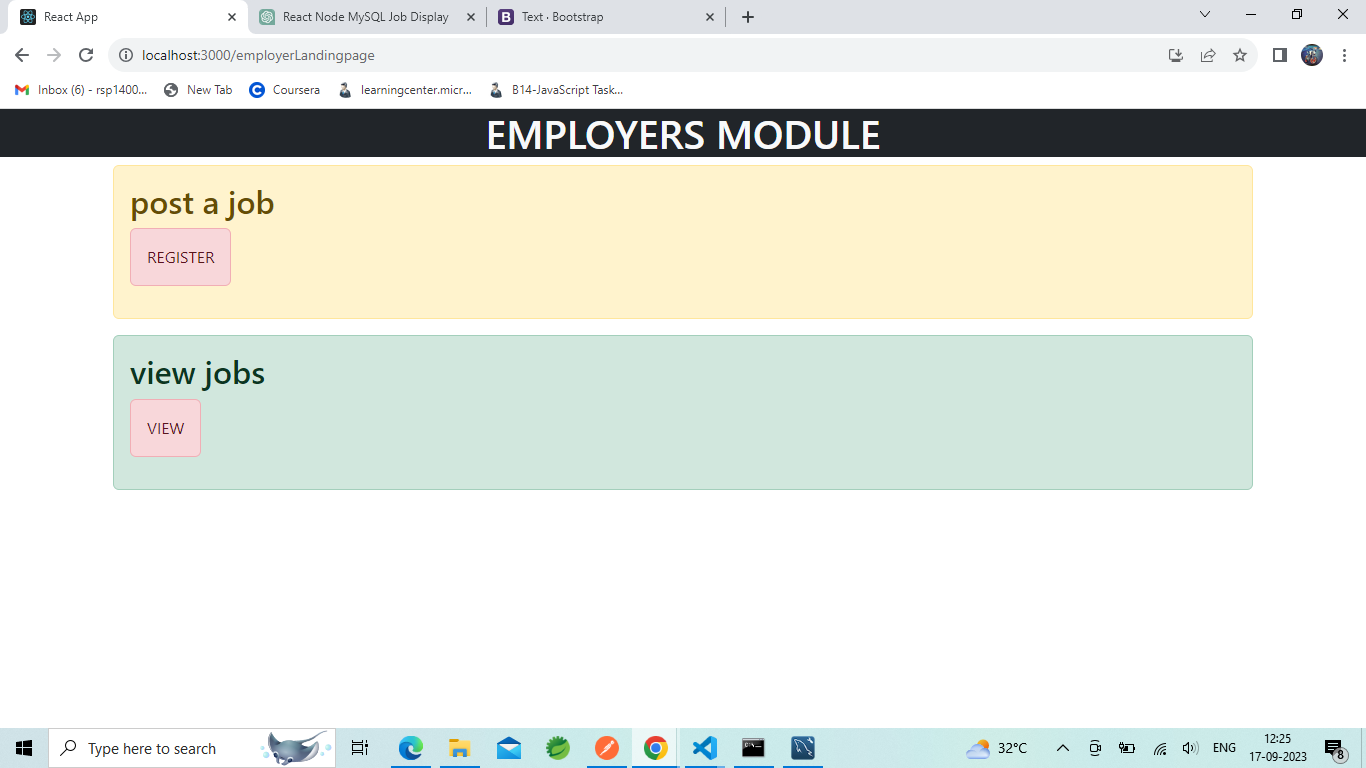 React App
React Node MySQL Job Display
Text · Bootstrap
localhost:3000/employerLandingpage
Inbox (6) - rsp1400...
New Tab
Coursera
learningcenter.micr...
B14-JavaScript Task...
EMPLOYERS MODULE
post a job
REGISTER
view jobs
VIEW
Type here to search
32°C
ENG
12:25
17-09-2023
8